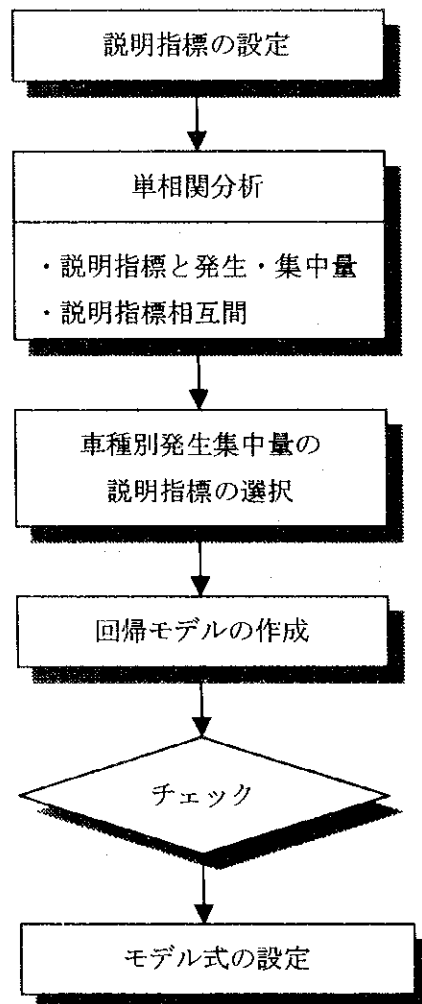 説明指標の設定
単相関分析
・説明指標と発生・集中量
・説明指標相互間
車種別発生集中量の
説明指標の選択
回帰モデルの作成
チェック
モデル式の設定